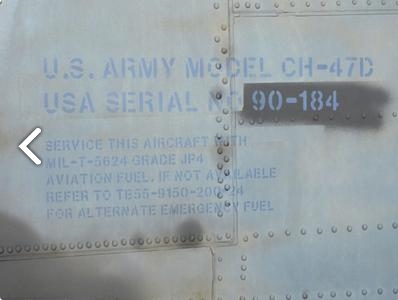 U.S. ARMY MODEL CH-47D
USA SERIAL NO 90-184
SERVICE THIS AIRCRAFT WITH
MIL-T-5624 GRADE JP4
AVIATION FUEL. IF NOT AVAILABLE
REFER TO TB55-9150-200-24
FOR ALTERNATE EMERGENCY FUEL